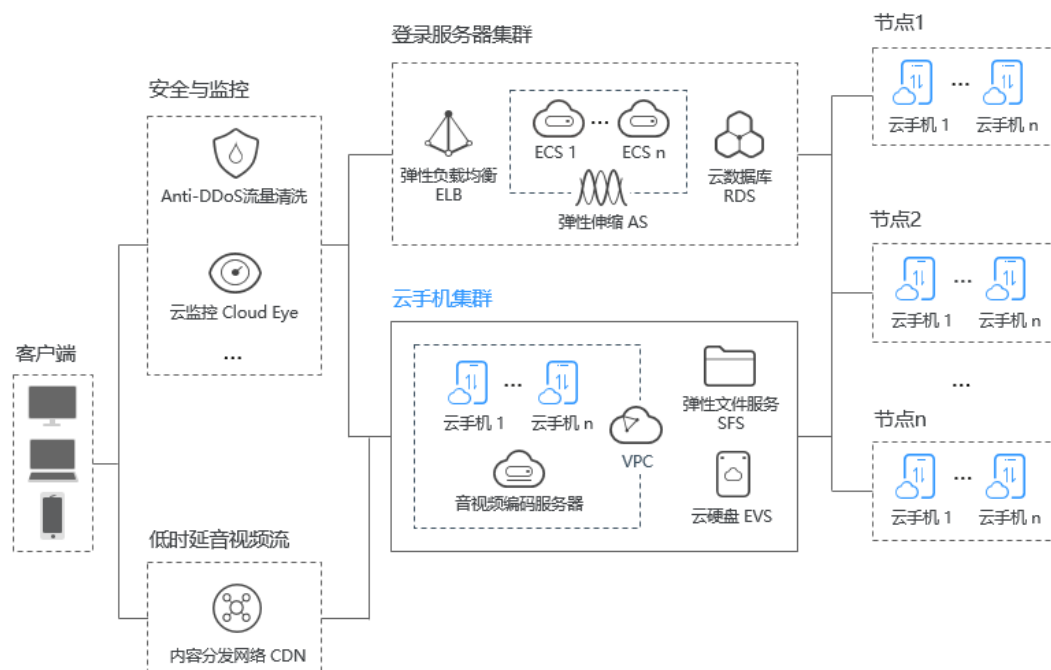 客户端
安全与监控
Anti-DDoS流量清洗
云监控 Cloud Eye
...
低时延音视频流
内容分发网络 CDN
登录服务器集群
弹性负载均衡
ELB
...
ECS 1
ECS n
弹性伸缩 AS
云数据库
RDS
云手机集群
...
云手机 1
云手机 n
音视频编码服务器
VPC
弹性文件服务
SFS
云硬盘 EVS
节点1
...
云手机 1
云手机 n
节点2
...
云手机 1
云手机 n
...
节点n
...
云手机 1
云手机 n